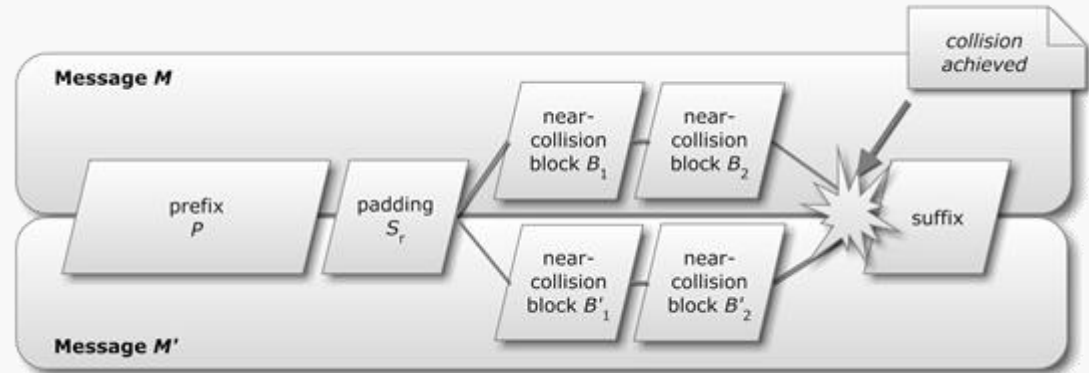 collision
achieved
Message M
near-
collision
block B1
near-
collision
block B2
prefix
P
padding
Sr
suffix
near-
collision
block B'1
near-
collision
block B'2
Message M'